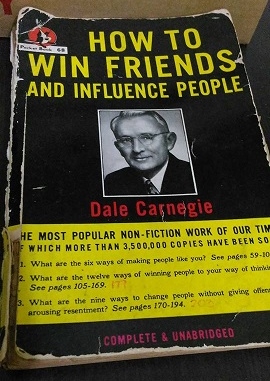 Pocket Book 68
HOW TO
WIN FRIENDS
AND INFLUENCE PEOPLE
Dale Carnegie
HE MOST POPULAR NON-FICTION WORK OF OUR TIM
F WHICH MORE THAN 3,500,000 COPIES HAVE BEEN SO
1. What are the six ways of making people like you? See pages 59-10
2. What are the twelve ways of winning people to your way of thinkin
See pages 105-169.
3. What are the nine ways to change people without giving offen
arousing resentment? See pages 170-194.
COMPLETE & UNABRIDGED